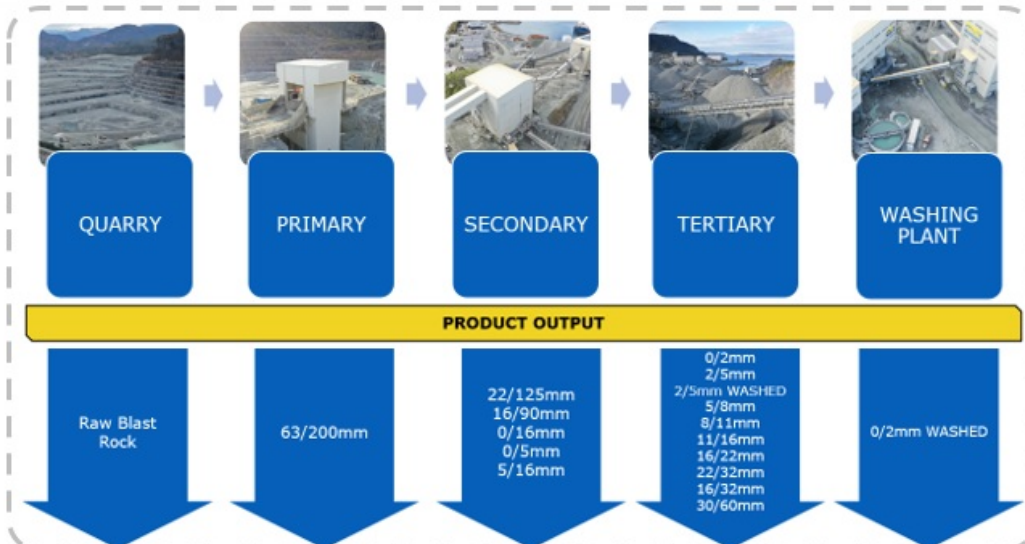 QUARRY
PRIMARY
SECONDARY
TERTIARY
WASHING
PLANT
PRODUCT OUTPUT
Raw Blast
Rock
63/200mm
22/125mm
16/90mm
0/16mm
0/5mm
5/16mm
0/2mm
2/5mm
2/5mm WASHED
5/8mm
8/11mm
11/16mm
16/22mm
22/32mm
16/32mm
30/60mm
0/2mm WASHED